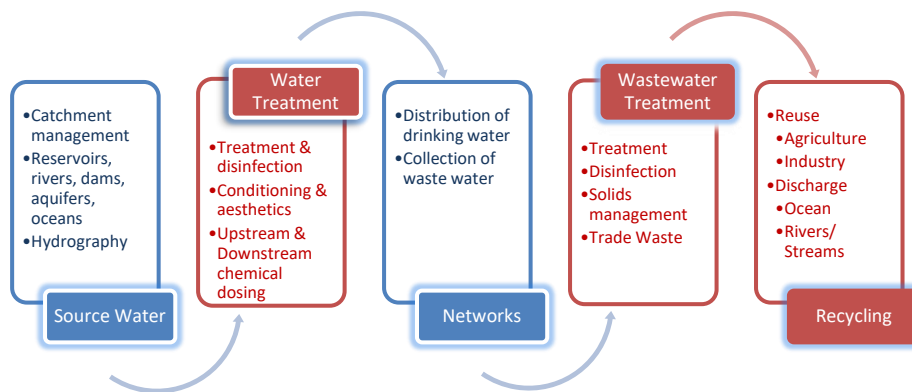 •Catchment
management
•Reservoirs,
rivers, dams,
aquifers,
oceans
•Hydrography
Source Water
Water
Treatment
•Treatment &
disinfection
•Conditioning &
aesthetics
•Upstream &
Downstream
chemical
dosing
•Distribution of
drinking water
•Collection of
waste water
Networks
Wastewater
Treatment
•Treatment
•Disinfection
•Solids
management
•Trade Waste
•Reuse
•Agriculture
•Industry
•Discharge
•Ocean
•Rivers/
Streams
Recycling